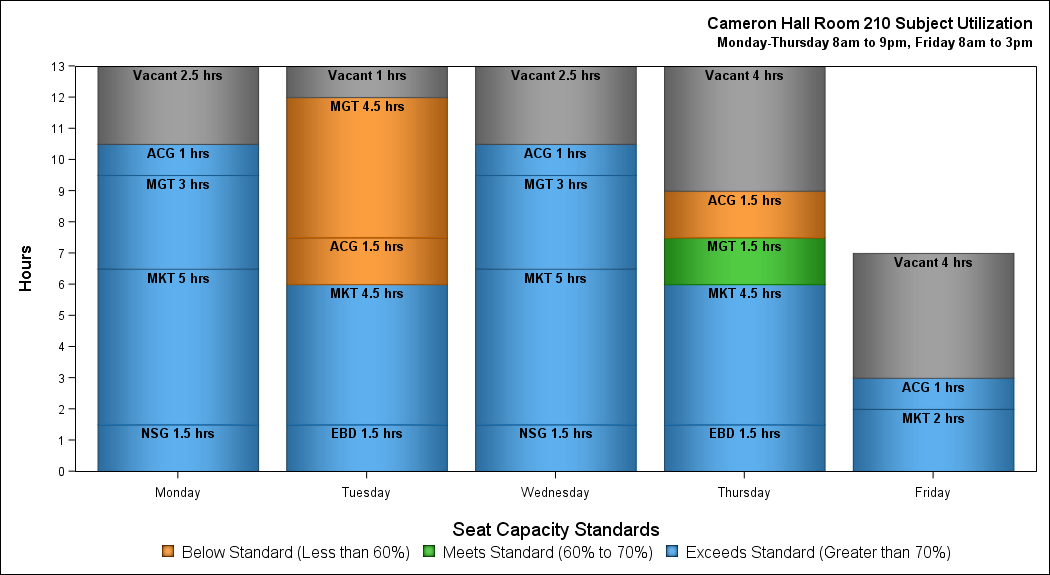 Cameron Hall Room 210 Subject Utilization
Monday-Thursday 8am to 9pm, Friday 8am to 3pm
Hours
13
12
11
10
9
8
7
6
5
4
3
2
1
0
Vacant 2.5 hrs
ACG 1 hrs
MGT 3 hrs
MKT 5 hrs
NSG 1.5 hrs
Vacant 1 hrs
MGT 4.5 hrs
ACG 1.5 hrs
MKT 4.5 hrs
EBD 1.5 hrs
Vacant 2.5 hrs
ACG 1 hrs
MGT 3 hrs
MKT 5 hrs
NSG 1.5 hrs
Vacant 4 hrs
ACG 1.5 hrs
MGT 1.5 hrs
MKT 4.5 hrs
EBD 1.5 hrs
Vacant 4 hrs
ACG 1 hrs
MKT 2 hrs
Monday Tuesday Wednesday Thursday Friday
Seat Capacity Standards
Below Standard (Less than 60%) Meets Standard (60% to 70%) Exceeds Standard (Greater than 70%)